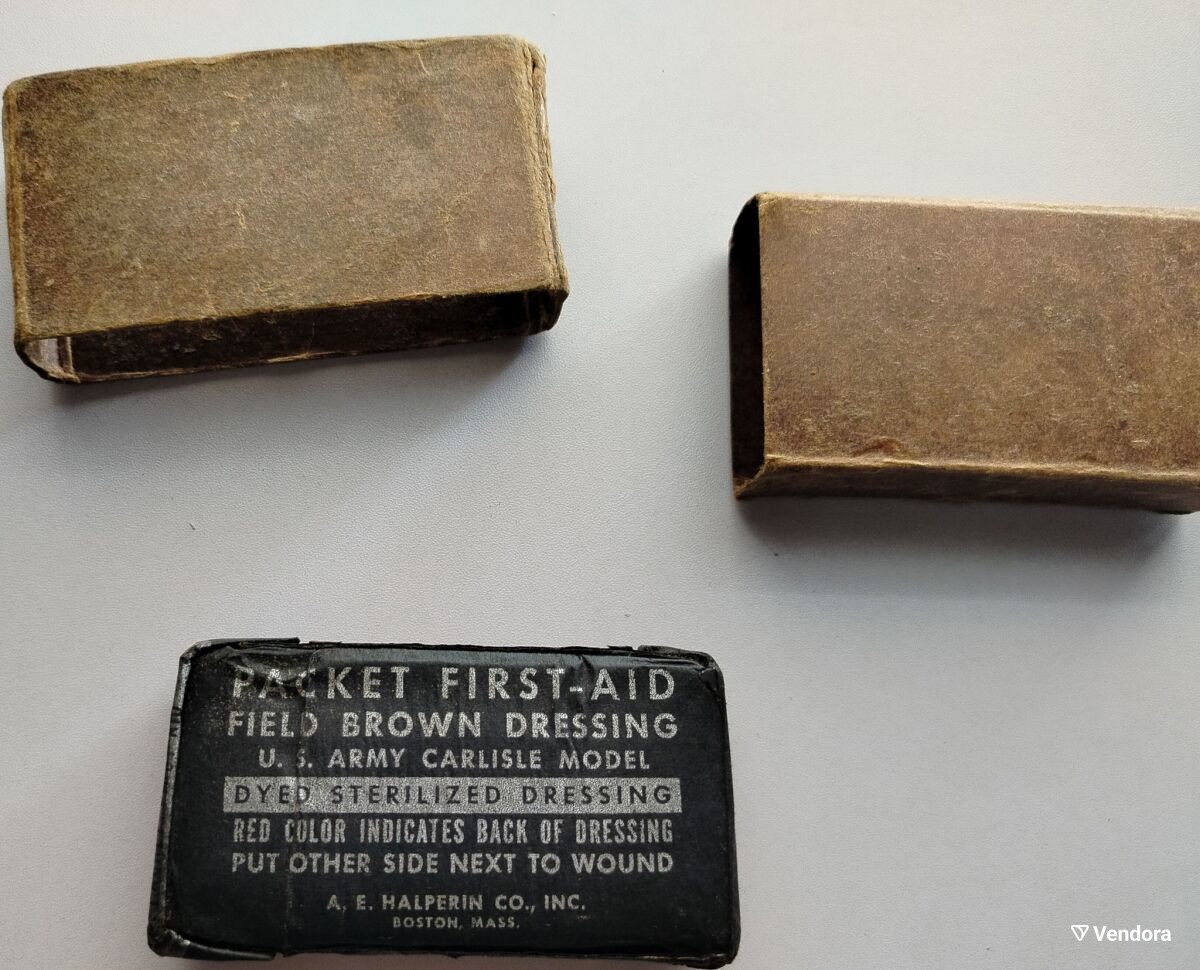 PACKET FIRST-AID
FIELD BROWN DRESSING
U. S. ARMY CARLISLE MODEL
DYED STERILIZED DRESSING
RED COLOR INDICATES BACK OF DRESSING
PUT OTHER SIDE NEXT TO WOUND
A. E. HALPERIN CO., INC.
BOSTON, MASS.
Vendora